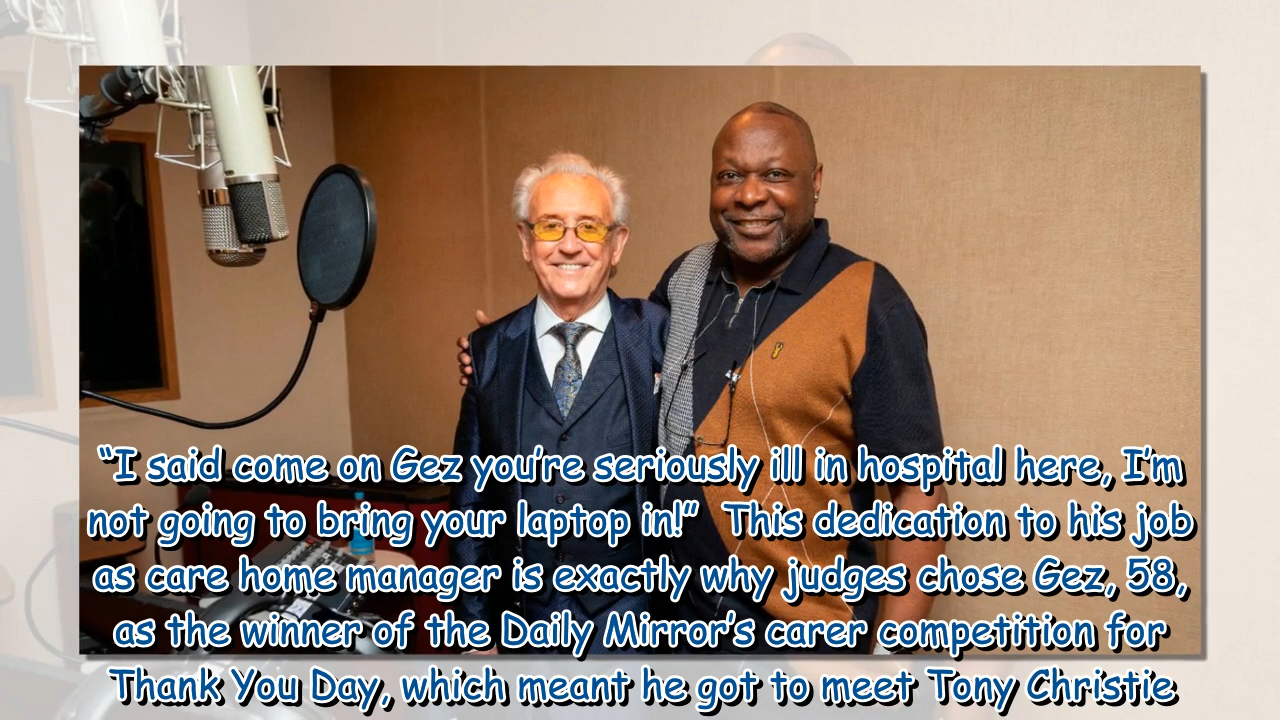 “I said come on Gez you’re seriously ill in hospital here, I’m
not going to bring your laptop in!”  This dedication to his job
as care home manager is exactly why judges chose Gez, 58,
as the winner of the Daily Mirror’s carer competition for
Thank You Day, which meant he got to meet Tony Christie